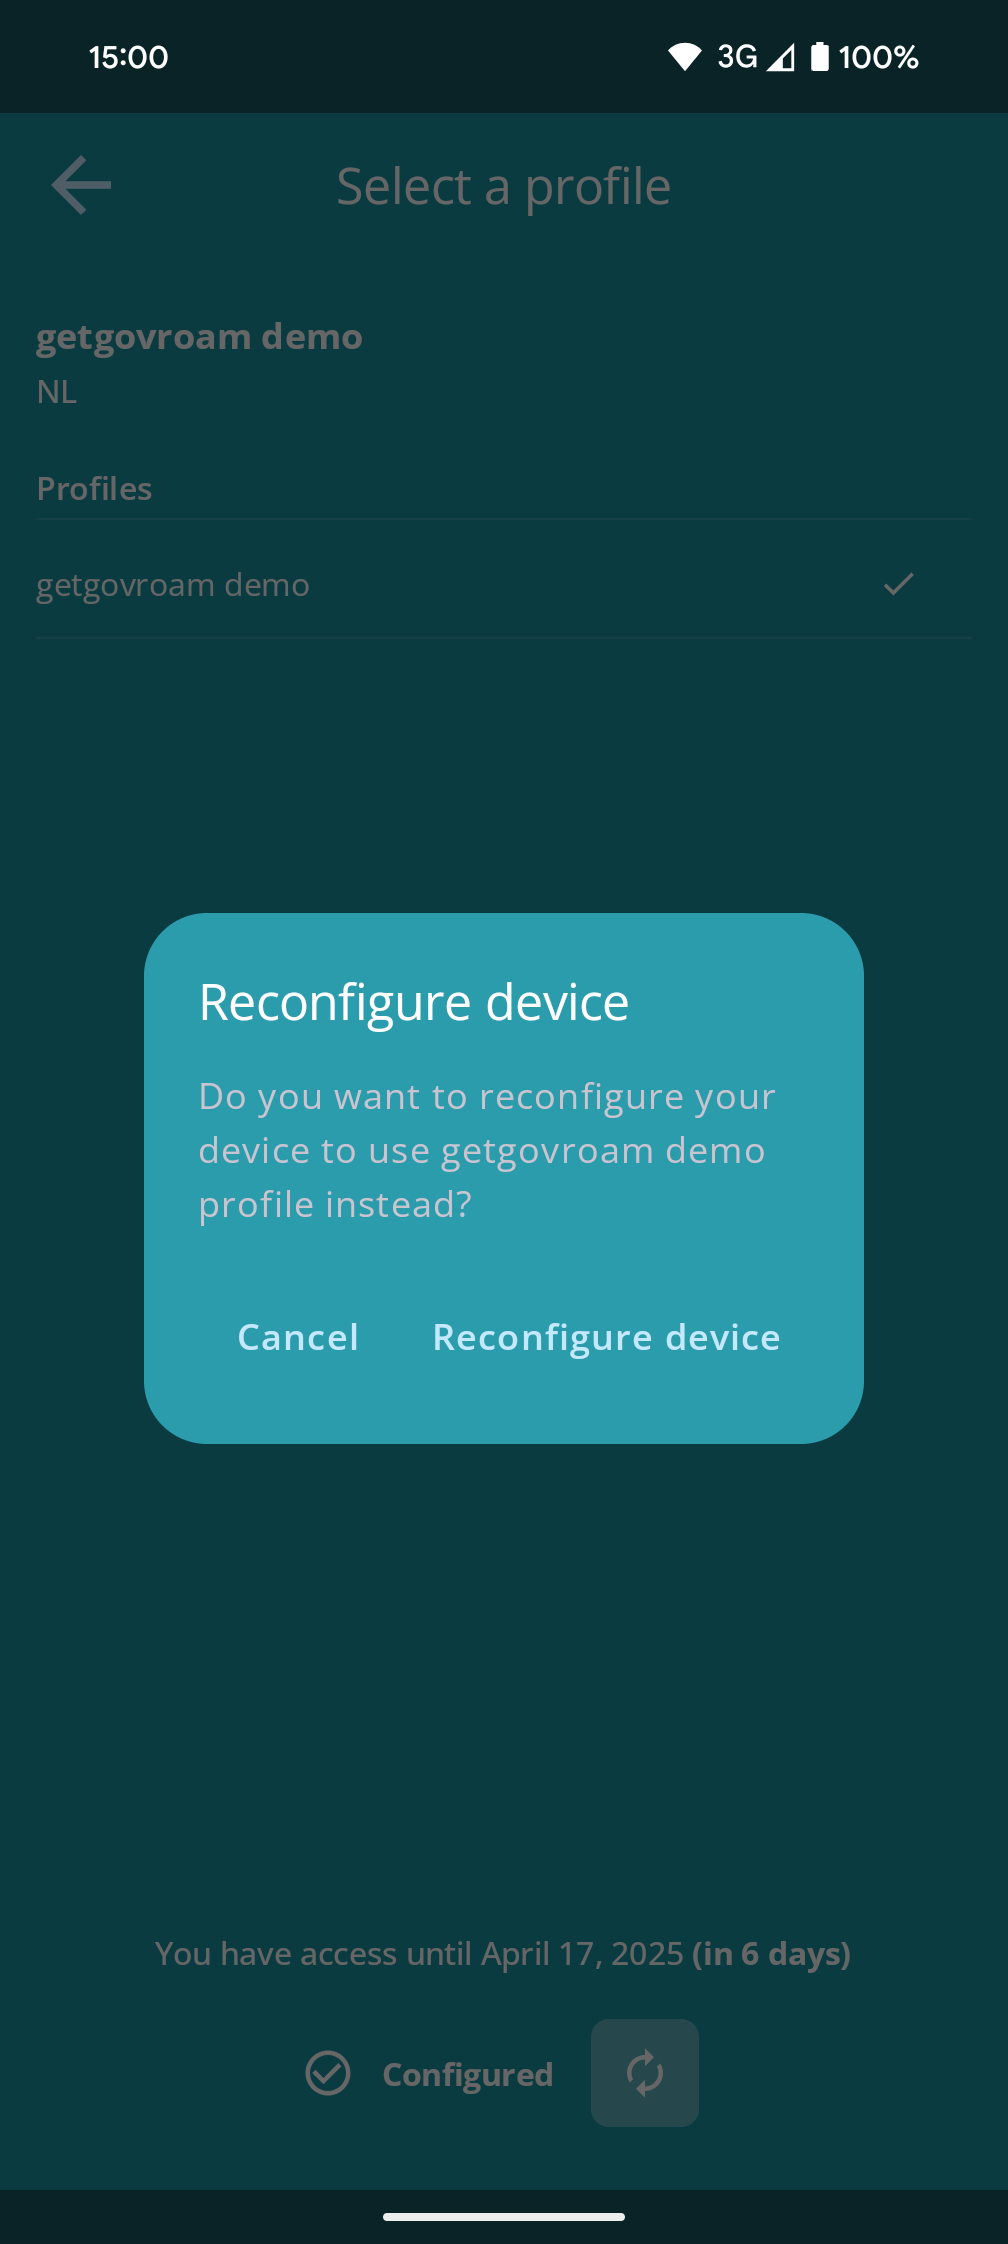 15:00 3G 100%
Select a profile
getgovroam demo
NL
Profiles
getgovroam demo
Reconfigure device
Do you want to reconfigure your
device to use getgovroam demo
profile instead?
Cancel Reconfigure device
You have access until April 17, 2025 (in 6 days)
Configured